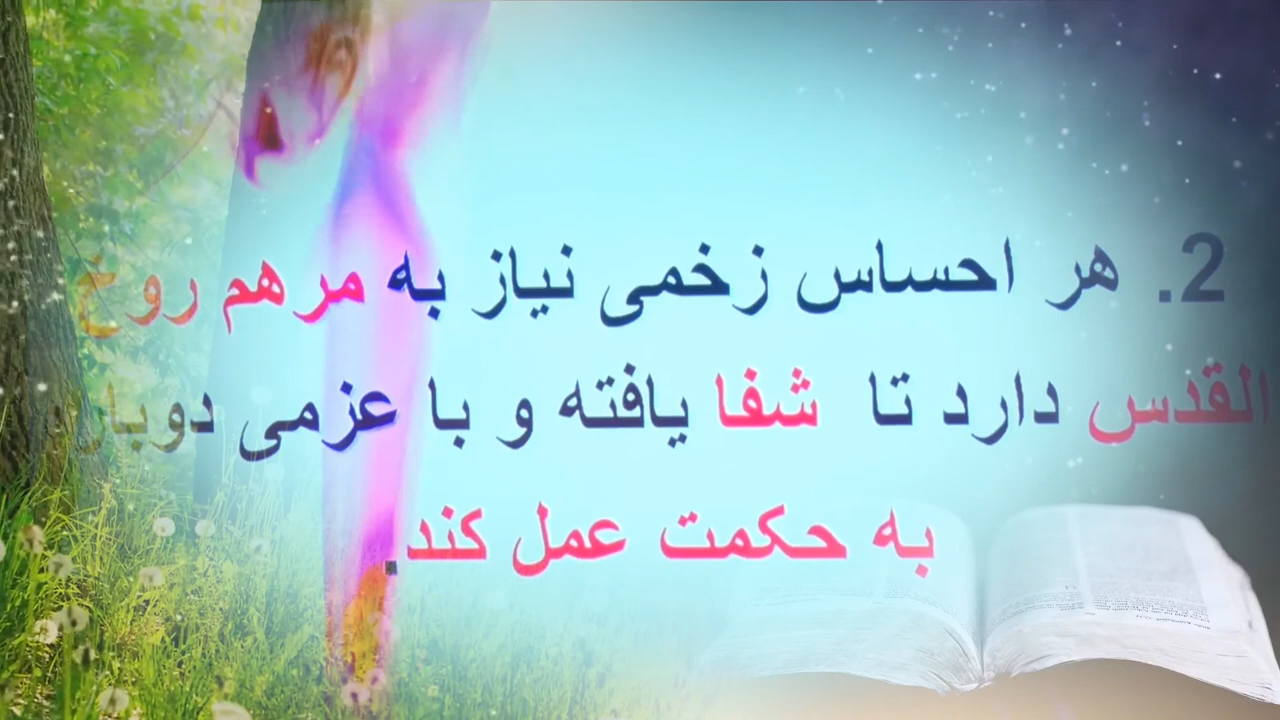 2. هر احساس زخمی نیاز به مرهم روح
القدس دارد تا شفا یافته و با عزمی دوباره
به حکمت عمل کند.